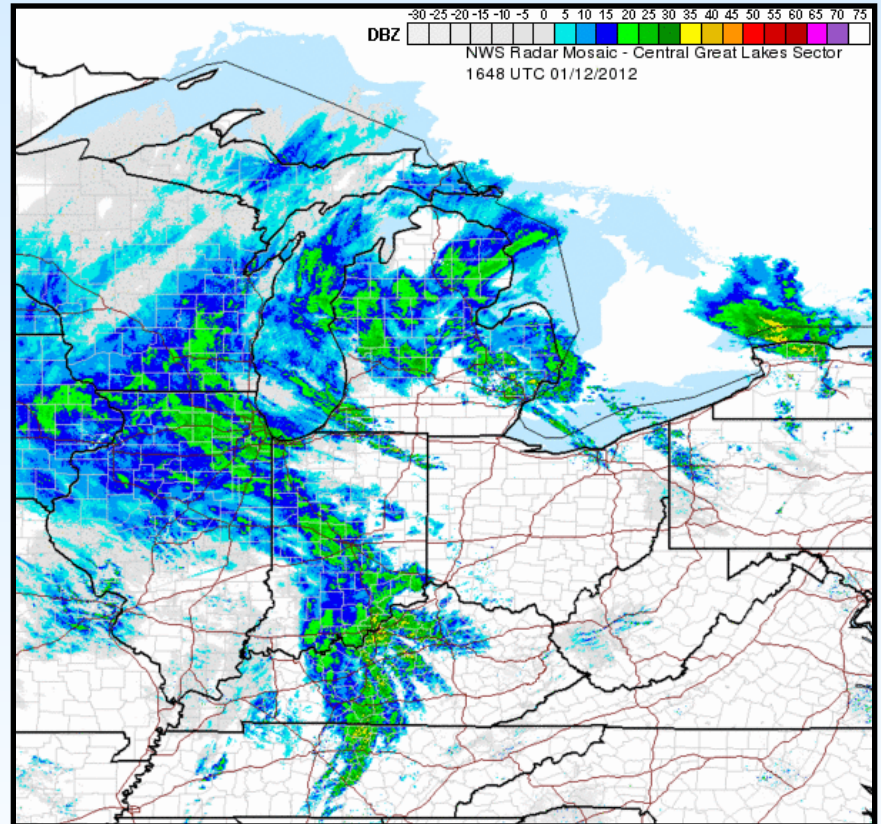 DBZ -30 -25 -20 -15 -10 -5 0 5 10 15 20 25 30 35 40 45 50 55 60 65 70 75
NWS Radar Mosaic - Central Great Lakes Sector
1648 UTC 01/12/2012